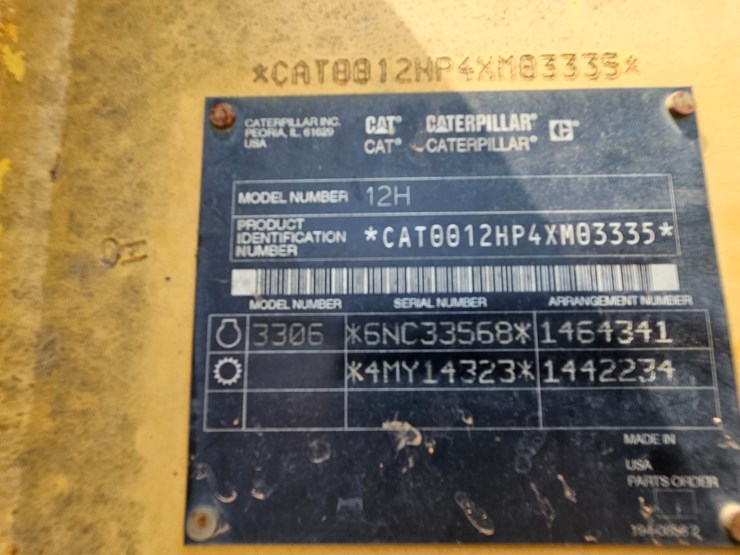 *CAT0012HP4XM03335*
CATERPILLAR INC.
PEORIA, IL. 61629
USA
CAT® CATERPILLAR® C®
CAT® CATERPILLAR®
MODEL NUMBER 12H
PRODUCT
IDENTIFICATION
NUMBER *CAT0012HP4XM03335*
MODEL NUMBER SERIAL NUMBER ARRANGEMENT NUMBER
3306 *6NC33568* 1464341
*4MY14323* 1442234
MADE IN
USA
PARTS ORDER